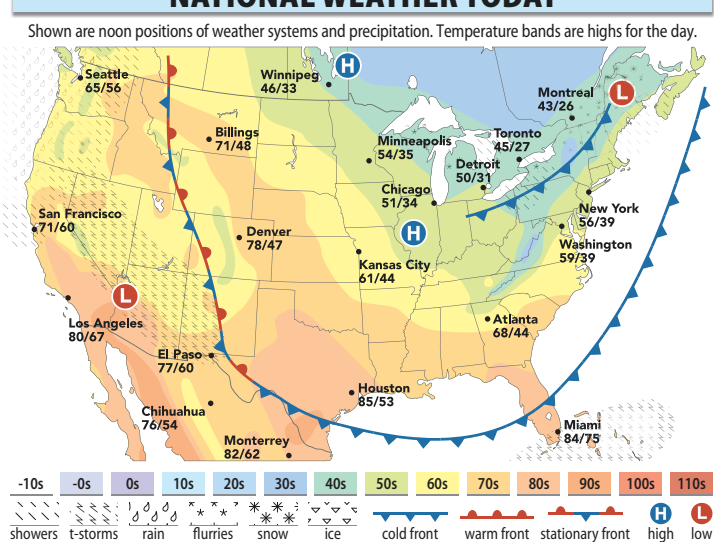 NATIONAL WEATHER TODAY
Shown are noon positions of weather systems and precipitation. Temperature bands are highs for the day.
Seattle
65/56
Winnipeg
46/33
H
L
Montreal
43/26
Billings
71/48
Minneapolis
54/35
Toronto
45/27
Detroit
50/31
Chicago
51/34
San Francisco
71/60
New York
56/39
Denver
78/47
H
Washington
59/39
Kansas City
61/44
L
Los Angeles
80/67
Atlanta
68/44
El Paso
77/60
Houston
85/53
Chihuahua
76/54
Miami
84/75
Monterrey
82/62
-10s -0s 0s 10s 20s 30s 40s 50s 60s 70s 80s 90s 100s 110s
H L
showers t-storms rain flurries snow ice cold front warm front stationary front high low